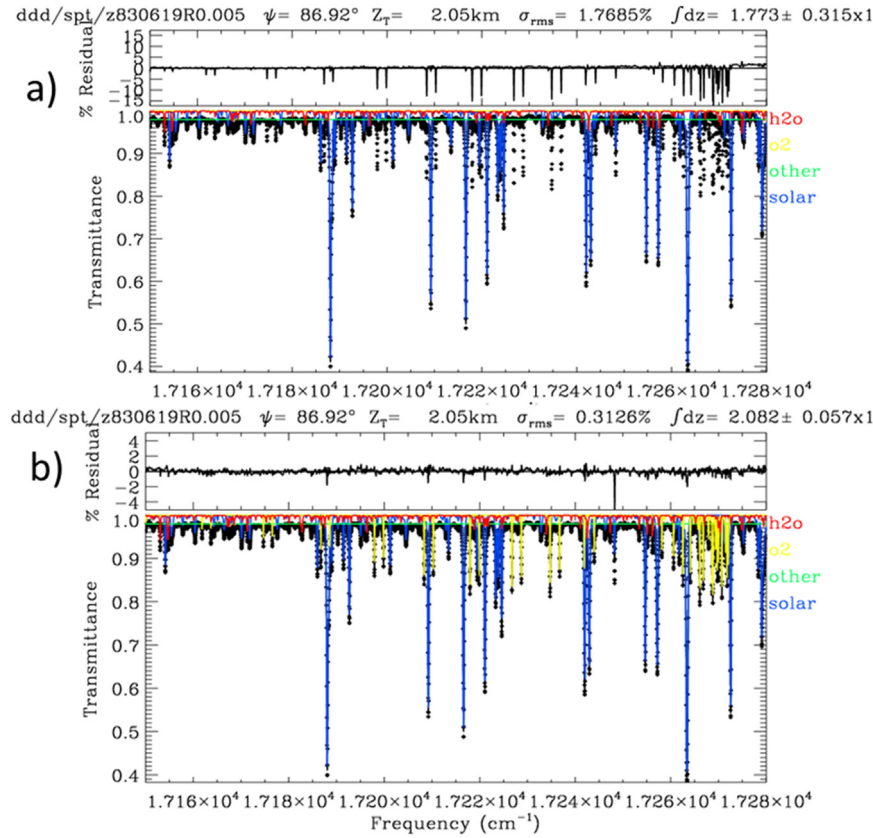 ddd/spt/z830619R0.005 ψ= 86.92° Z_T= 2.05km σ_rms= 1.7685% ∫dz= 1.773± 0.315x1
a)
% Residual
15
10
5
0
−5
−10
−15
Transmittance
1.0
0.9
0.8
0.7
0.6
0.5
0.4
h2o
o2
other
solar
1.716×10⁴ 1.718×10⁴ 1.720×10⁴ 1.722×10⁴ 1.724×10⁴ 1.726×10⁴ 1.728×10⁴
ddd/spt/z830619R0.005 ψ= 86.92° Z_T= 2.05km σ_rms= 0.3126% ∫dz= 2.082± 0.057x1
b)
% Residual
4
2
0
−2
−4
Transmittance
1.0
0.9
0.8
0.7
0.6
0.5
0.4
h2o
o2
other
solar
1.716×10⁴ 1.718×10⁴ 1.720×10⁴ 1.722×10⁴ 1.724×10⁴ 1.726×10⁴ 1.728×10⁴
Frequency (cm⁻¹)